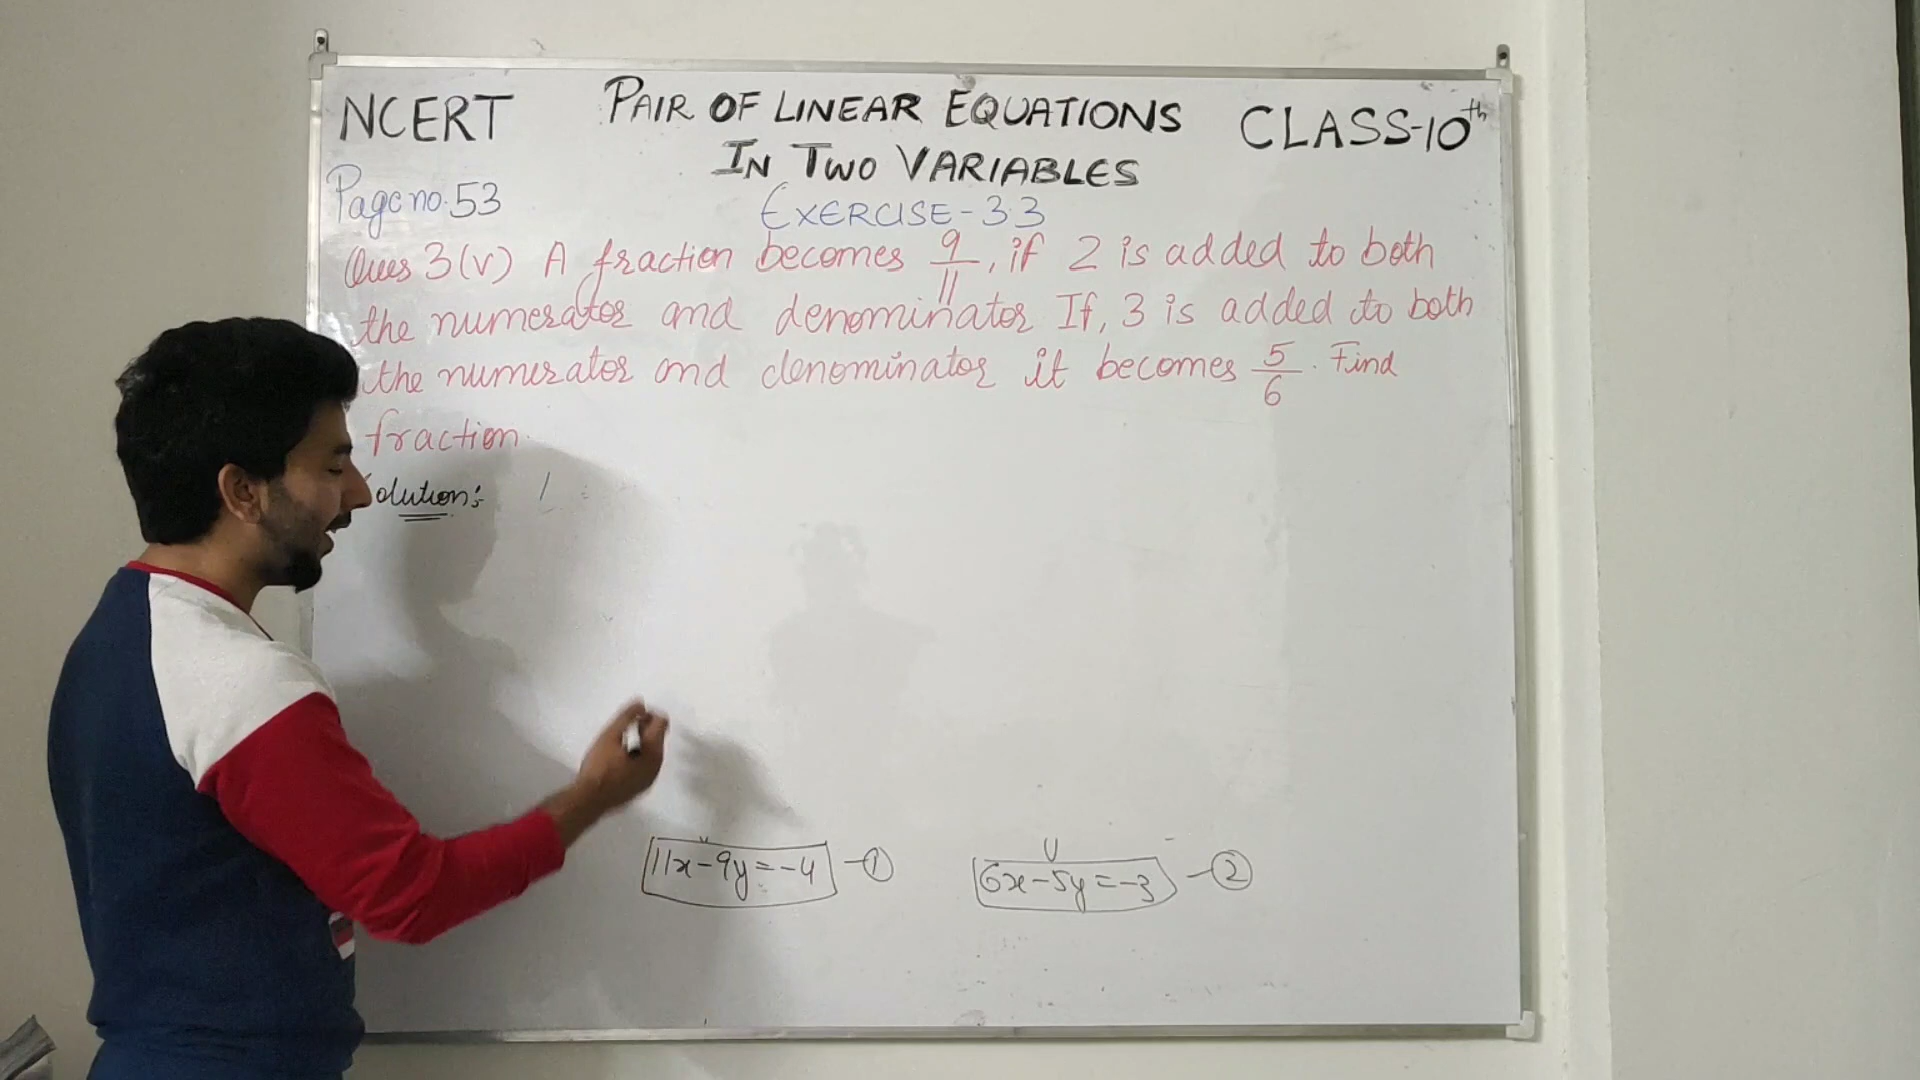 NCERT PAIR OF LINEAR EQUATIONS CLASS-10th
IN TWO VARIABLES
Page no. 53
EXERCISE-3.3
Ques 3(v) A fraction becomes 9/11, if 2 is added to both
the numerator and denominator If, 3 is added to both
the numerator and denominator it becomes 5/6. Find
fraction.
Solution:
11x-9y=-4 -① 6x-5y=-3 -②